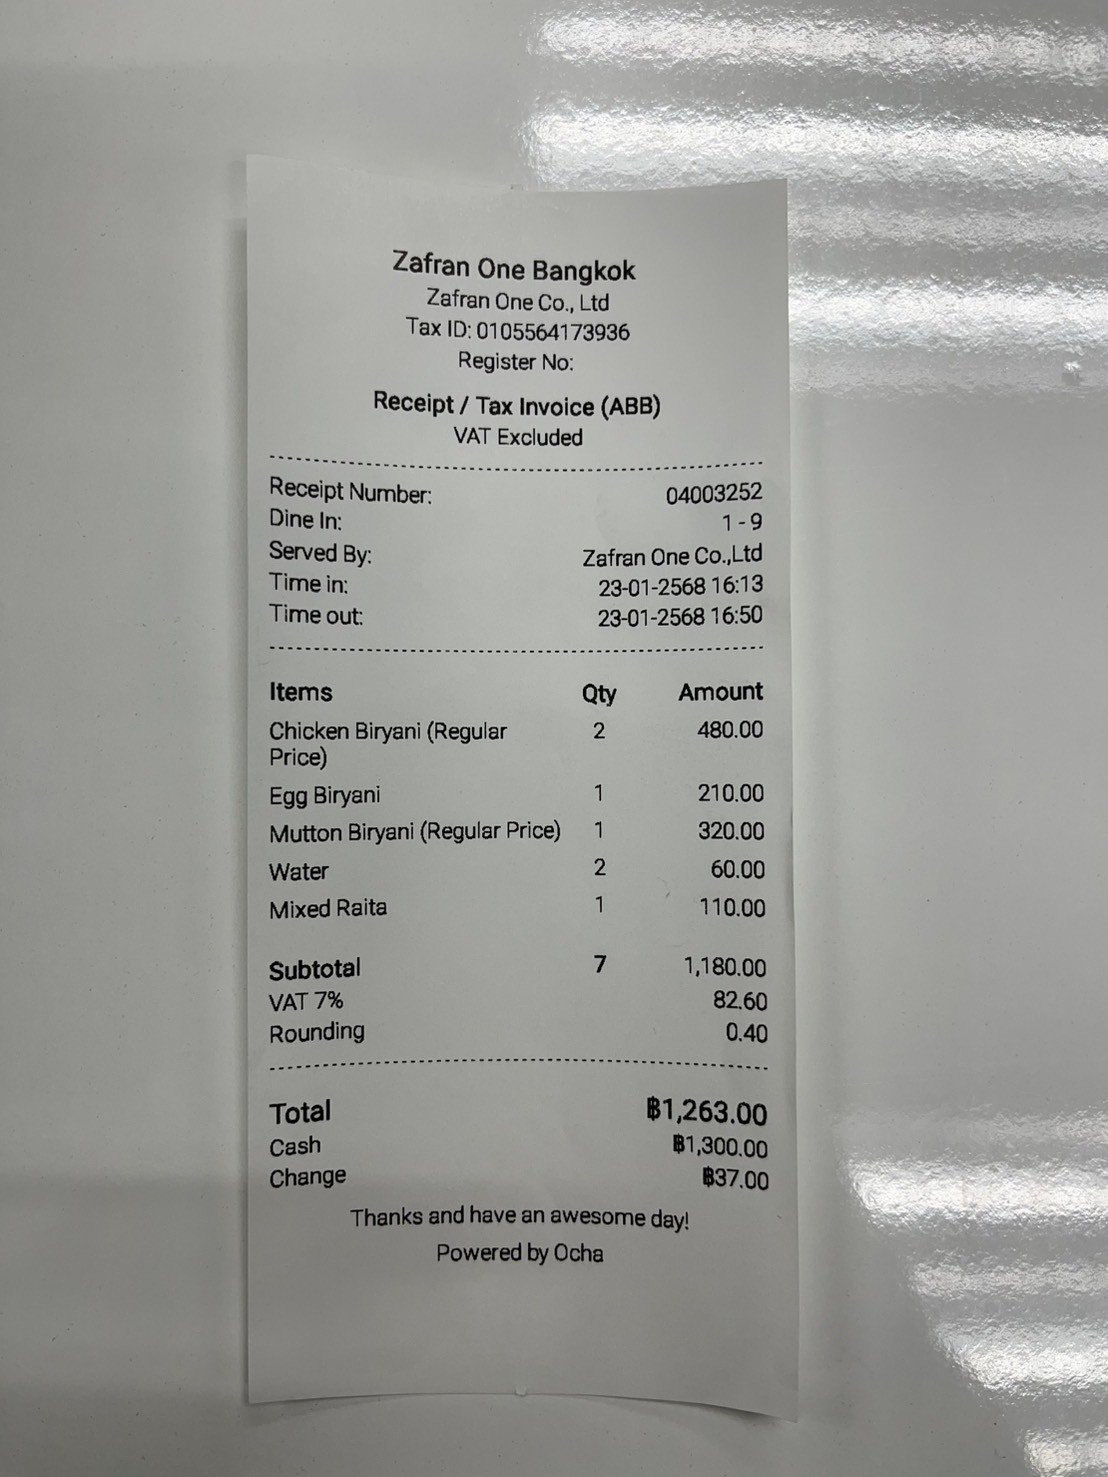 Zafran One Bangkok
Zafran One Co., Ltd
Tax ID: 0105564173936
Register No:
Receipt / Tax Invoice (ABB)
VAT Excluded
Receipt Number: 04003252
Dine In: 1 - 9
Served By: Zafran One Co.,Ltd
Time in: 23-01-2568 16:13
Time out: 23-01-2568 16:50
Items Qty Amount
Chicken Biryani (Regular 2 480.00
Price)
Egg Biryani 1 210.00
Mutton Biryani (Regular Price) 1 320.00
Water 2 60.00
Mixed Raita 1 110.00
Subtotal 7 1,180.00
VAT 7% 82.60
Rounding 0.40
Total ฿1,263.00
Cash ฿1,300.00
Change ฿37.00
Thanks and have an awesome day!
Powered by Ocha